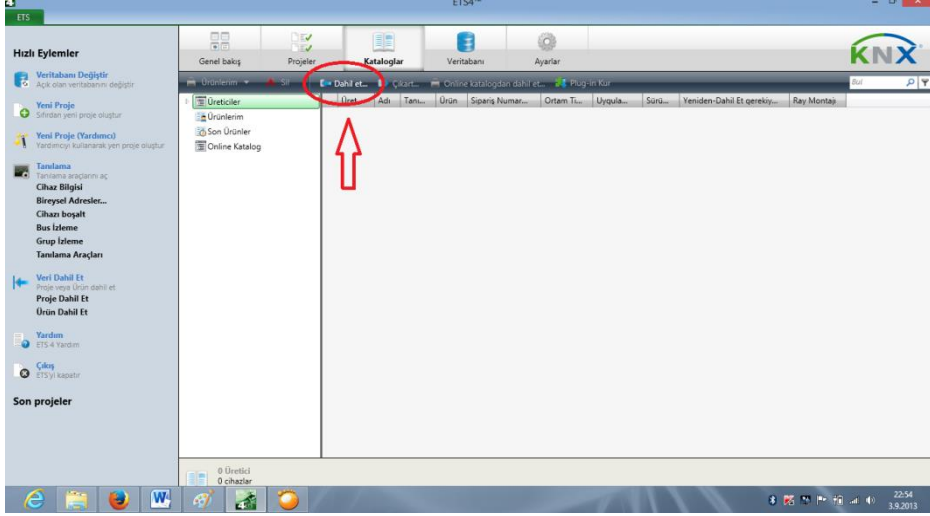 ETS4™
ETS
Hızlı Eylemler
Veritabanı Değiştir
Açık olan veritabanını değiştir
Yeni Proje
Sıfırdan yeni proje oluştur
Yeni Proje (Yardımcı)
Yardımcıyı kullanarak yeni proje oluştur
Tanılama
Tanılama araçlarını aç
Cihaz Bilgisi
Bireysel Adresler...
Cihazı boşalt
Bus İzleme
Grup İzleme
Tanılama Araçları
Veri Dahil Et
Proje veya Ürün dahil et
Proje Dahil Et
Ürün Dahil Et
Yardım
ETS 4 Yardım
Çıkış
ETS'yi kapatır
Son projeler
Genel bakış Projeler Kataloglar Veritabanı Ayarlar
KNX
Ürünlerim Sil Dahil et... Çıkart... Online katalogdan dahil et... Plug-in Kur Bul
Üreticiler
Ürünlerim
Son Ürünler
Online Katalog
Üret... Adı Tanı... Ürün Sipariş Numar... Ortam Ti... Uygula... Sürü... Yeniden-Dahil Et gerekiy... Ray Montajı
0 Üretici
0 cihazlar
22:54
3.9.2013